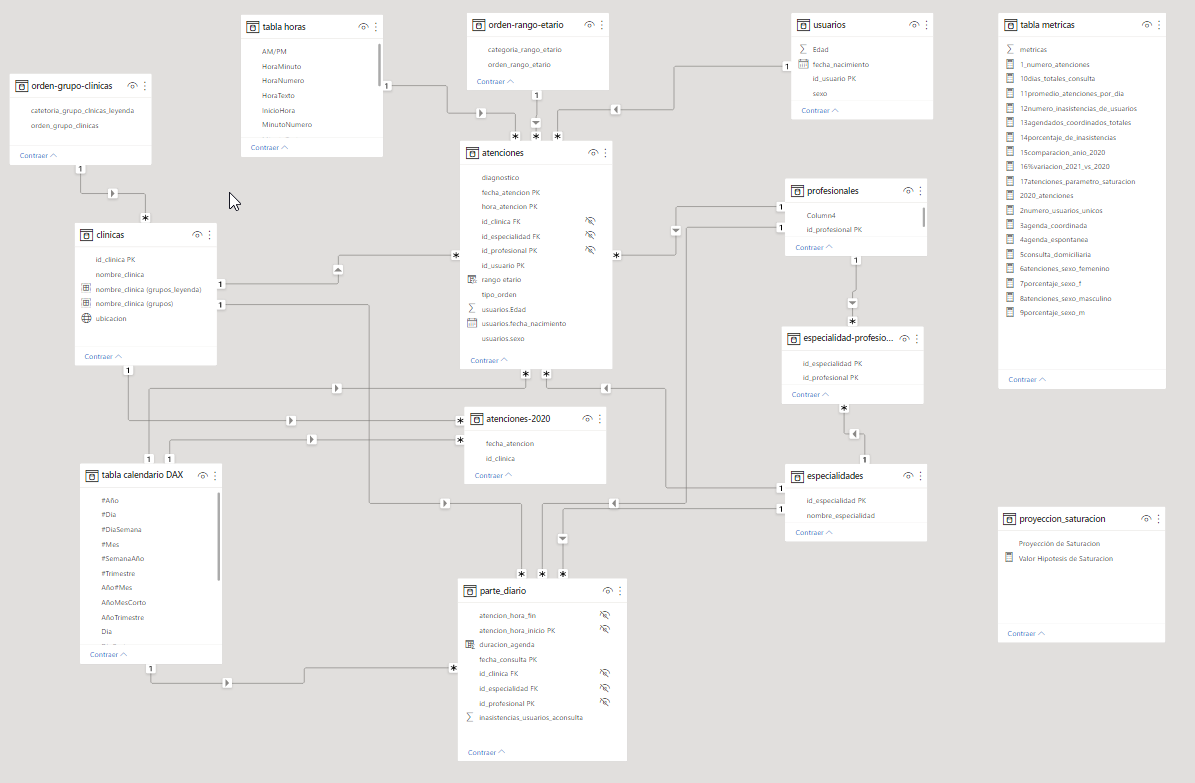 orden-grupo-clinicas
catetoria_grupo_clinicas_leyenda
orden_grupo_clinicas
Contraer
tabla horas
AM/PM
HoraMinuto
HoraNumero
HoraTexto
InicioHora
MinutoNumero
Contraer
orden-rango-etario
categoria_rango_etario
orden_rango_etario
Contraer
usuarios
Edad
fecha_nacimiento
id_usuario PK
sexo
Contraer
tabla metricas
metricas
1_numero_atenciones
10dias_totales_consulta
11promedio_atenciones_por_dia
12numero_inasistencias_de_usuarios
13agendados_coordinados_totales
14porcentaje_de_inasistencias
15comparacion_anio_2020
16%variacion_2021_vs_2020
17atenciones_parametro_saturacion
2020_atenciones
2numero_usuarios_unicos
3agenda_coordinada
4agenda_espontanea
5consulta_domiciliaria
6atenciones_sexo_femenino
7porcentaje_sexo_f
8atenciones_sexo_masculino
9porcentaje_sexo_m
Contraer
clinicas
id_clinica PK
nombre_clinica
nombre_clinica (grupos_leyenda)
nombre_clinica (grupos)
ubicacion
Contraer
atenciones
diagnostico
fecha_atencion PK
hora_atencion PK
id_clinica FK
id_especialidad FK
id_profesional PK
id_usuario PK
rango etario
tipo_orden
usuarios.Edad
usuarios.fecha_nacimiento
usuarios.sexo
Contraer
profesionales
Column4
id_profesional PK
Contraer
especialidad-profesio...
id_especialidad PK
id_profesional PK
Contraer
atenciones-2020
fecha_atencion
id_clinica
Contraer
tabla calendario DAX
#Año
#Dia
#DiaSemana
#Mes
#SemanaAño
#Trimestre
Año#Mes
AñoMesCorto
AñoTrimestre
Dia
Contraer
especialidades
id_especialidad PK
nombre_especialidad
Contraer
proyeccion_saturacion
Proyección de Saturacion
Valor Hipotesis de Saturacion
Contraer
parte_diario
atencion_hora_fin
atencion_hora_inicio PK
duracion_agenda
fecha_consulta PK
id_clinica FK
id_especialidad FK
id_profesional PK
inasistencias_usuarios_aconsulta
Contraer